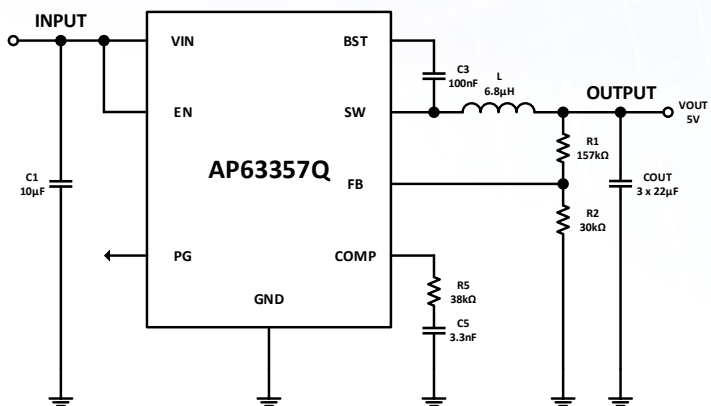 INPUT
VIN
BST
C3
100nF
L
6.8µH
EN
SW
OUTPUT
VOUT
5V
C1
10µF
AP63357Q
R1
157kΩ
FB
COUT
3 x 22µF
R2
30kΩ
PG
COMP
R5
38kΩ
GND
C5
3.3nF